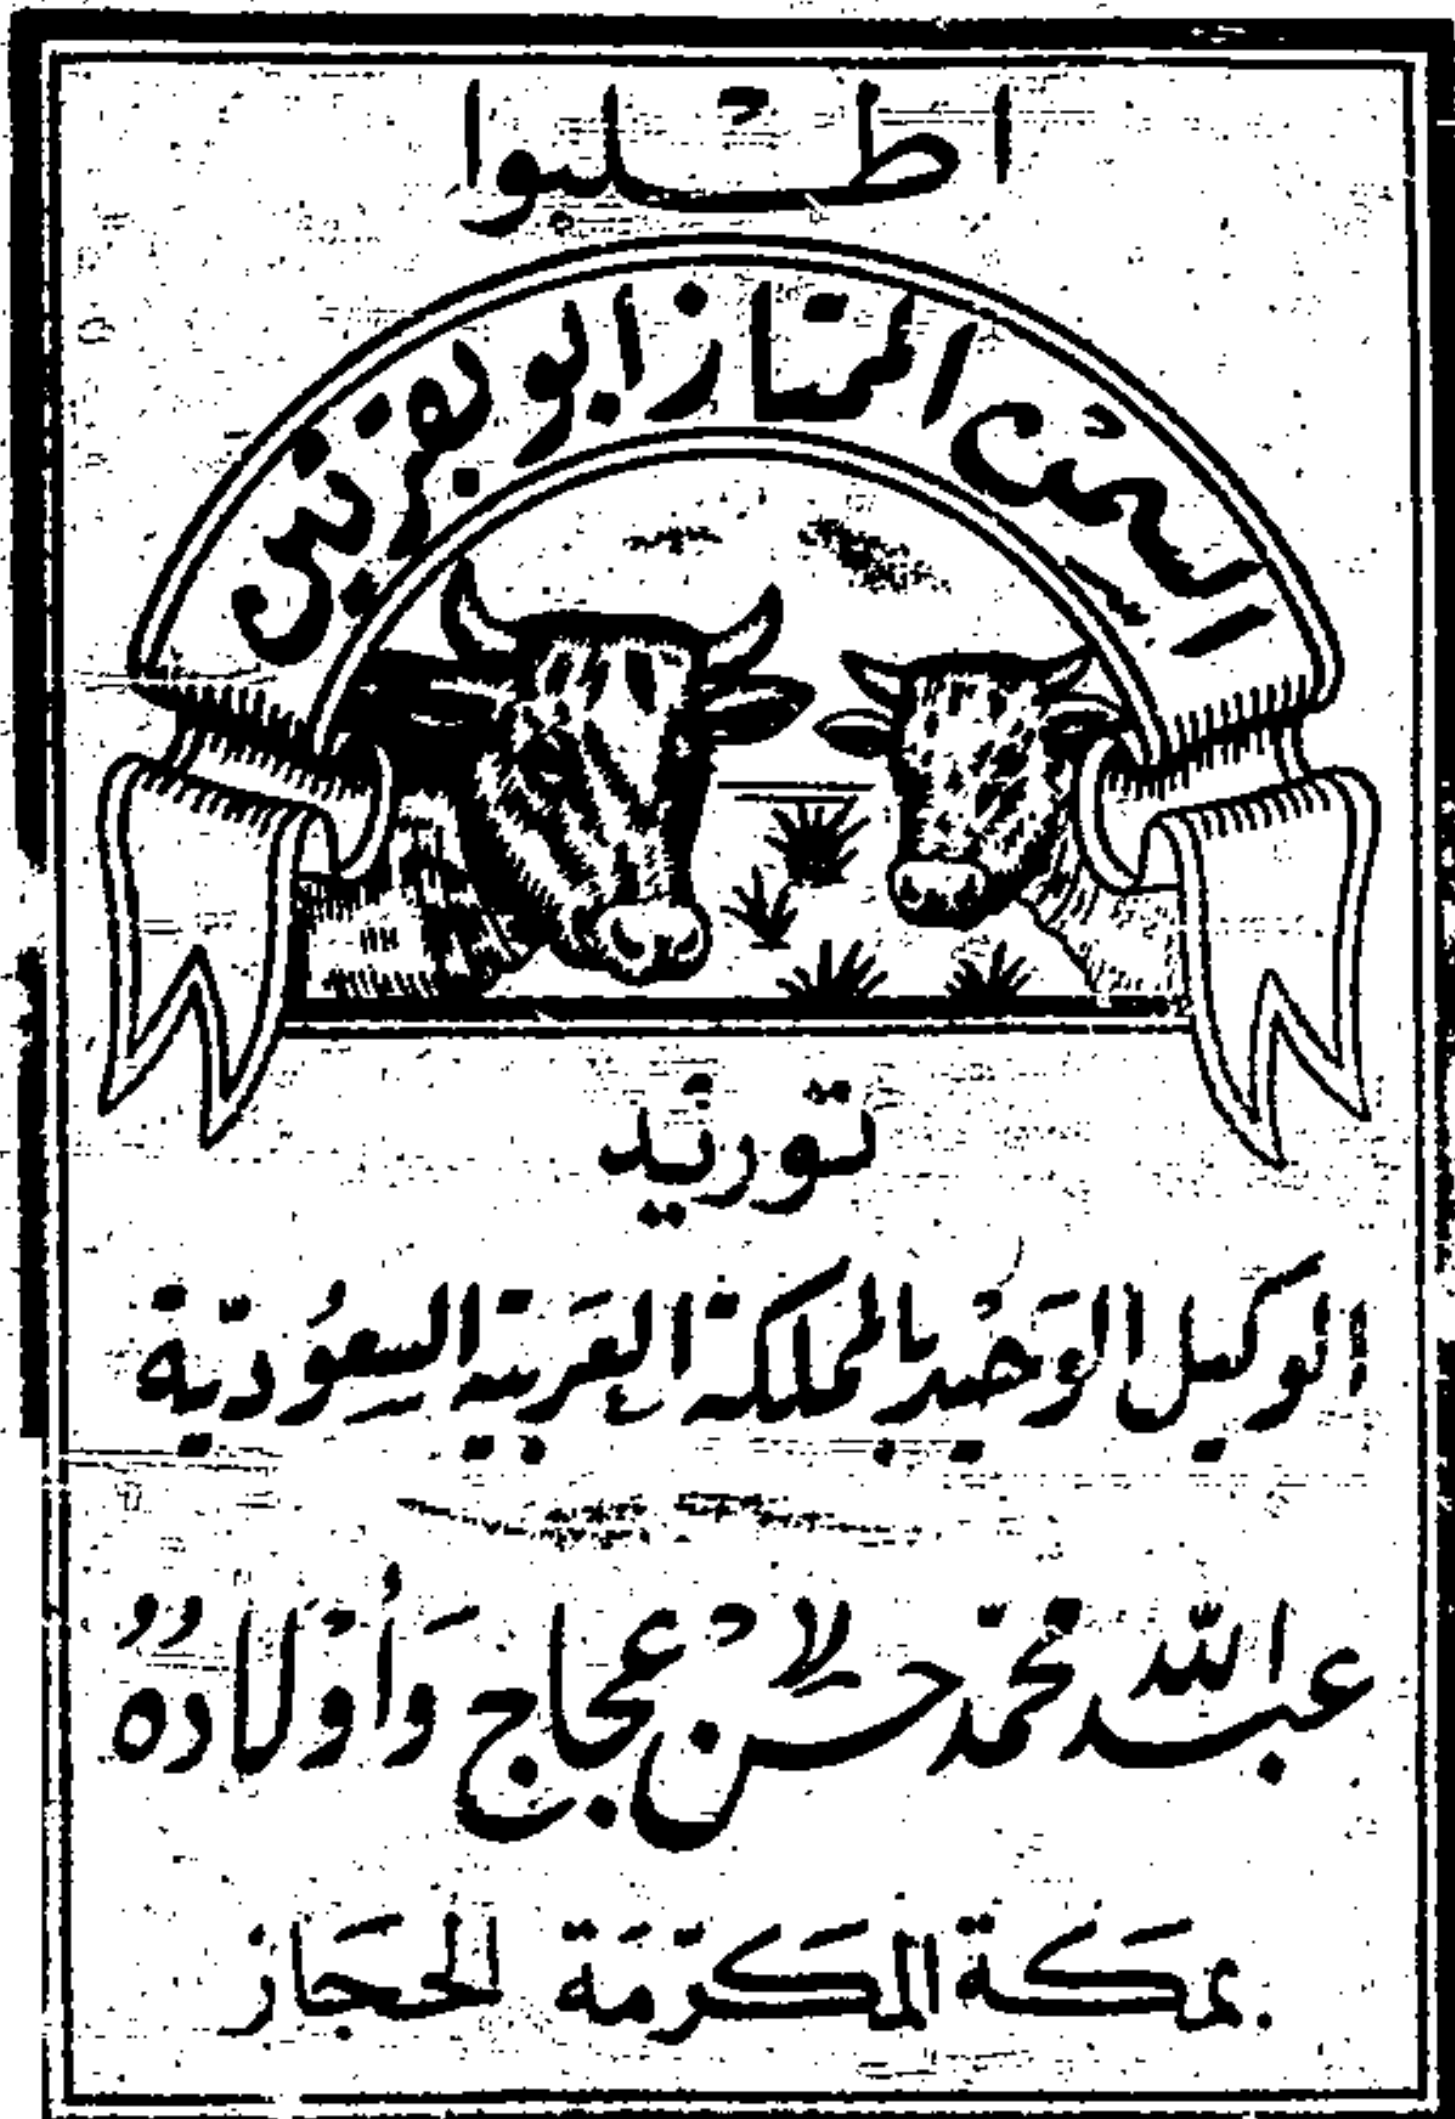 اطلبوا
السمن الممتاز ابو بقرتين
توريد
الوكيل الوحيد بالمملكة العربية السعودية
عبد الله محمد حسن عجاج وأولاده
بمكة المكرمة الحجاز